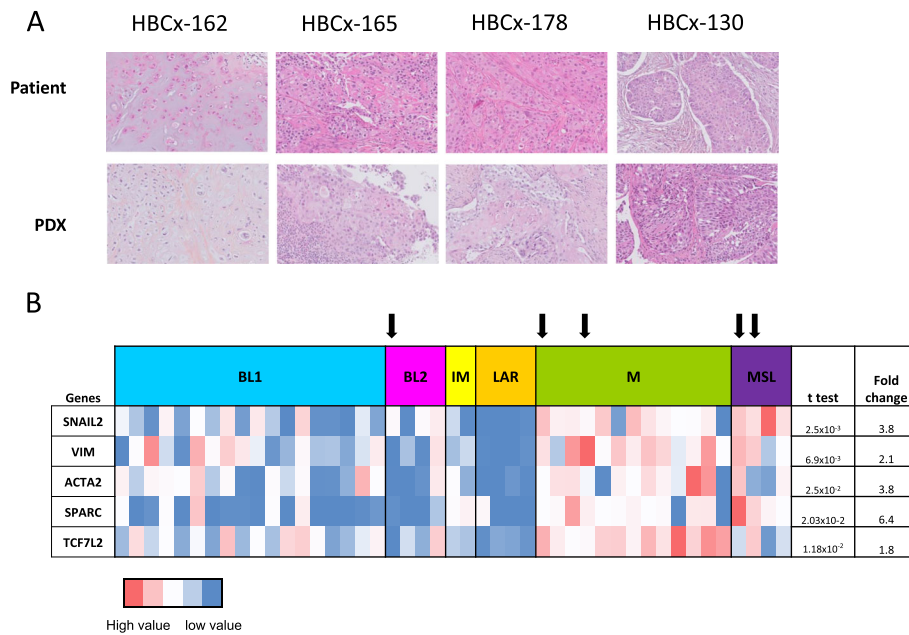 A
HBCx-162 HBCx-165 HBCx-178 HBCx-130
Patient
PDX
B
Genes BL1 BL2 IM LAR M MSL t test Fold change
SNAIL2 2.5x10-3 3.8
VIM 6.9x10-3 2.1
ACTA2 2.5x10-2 3.8
SPARC 2.03x10-2 6.4
TCF7L2 1.18x10-2 1.8
High value low value